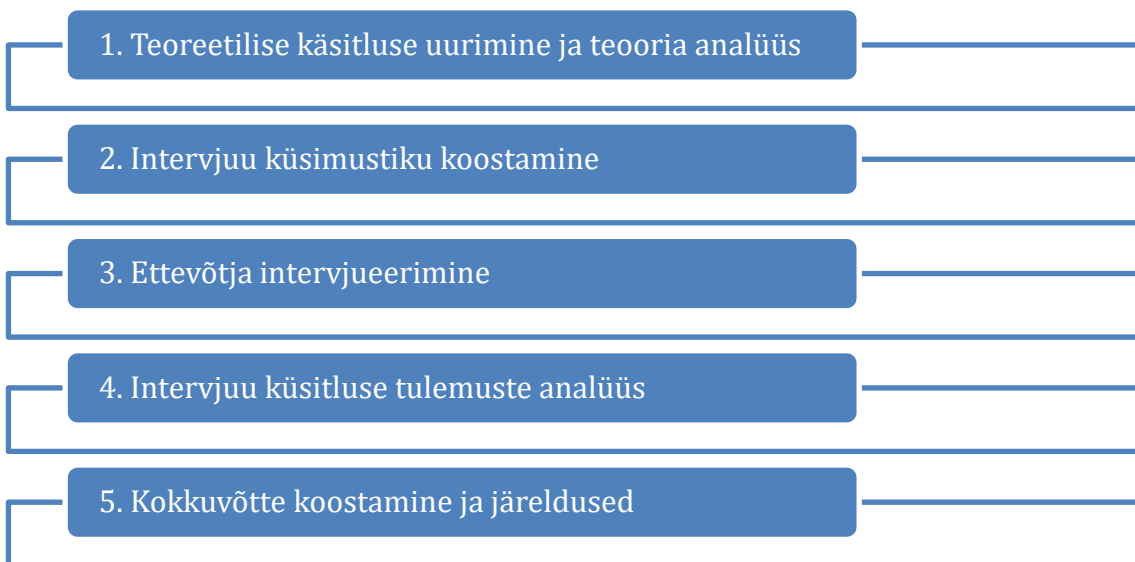 1. Teoreetilise käsitluse uurimine ja teooria analüüs
2. Intervjuu küsimustiku koostamine
3. Ettevõtja intervjueerimine
4. Intervjuu küsitluse tulemuste analüüs
5. Kokkuvõtte koostamine ja järeldused